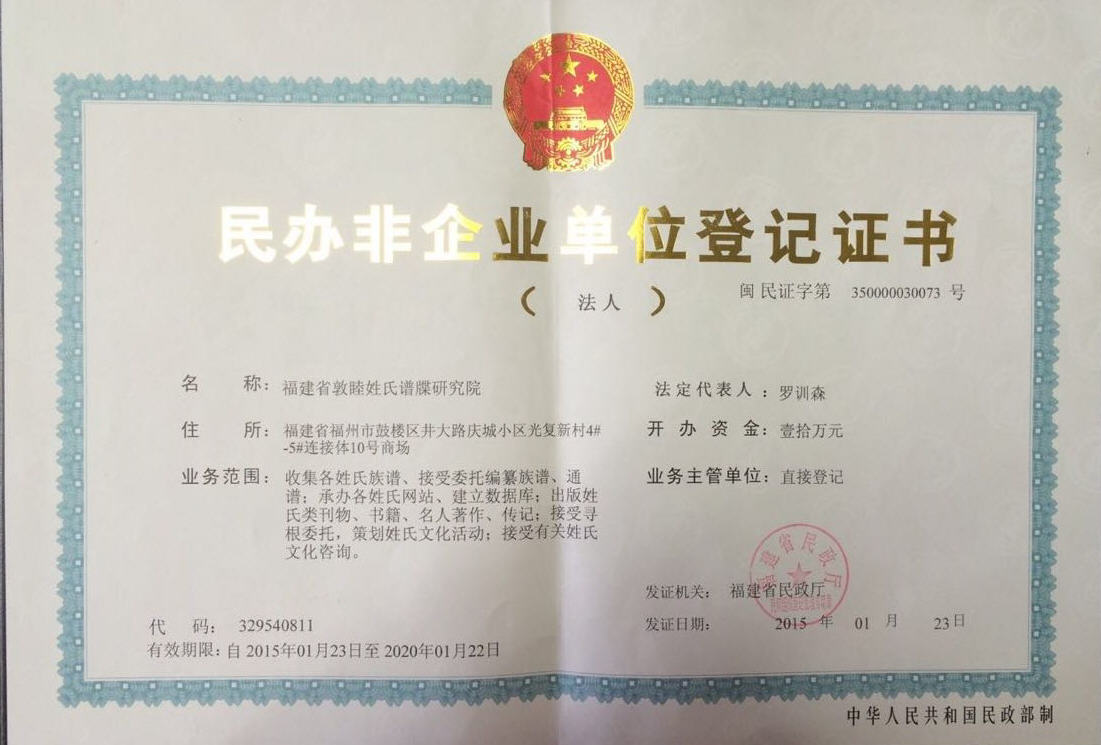 民办非企业单位登记证书
（法人）
闽民证字第 350000030073 号
名 称：福建省敦睦姓氏谱牒研究院
住 所：福建省福州市鼓楼区井大路庆城小区光复新村4#
-5#连接体10号商场
业务范围：收集各姓氏族谱、接受委托编纂族谱、通
谱；承办各姓氏网站、建立数据库；出版姓
氏类刊物、书籍、名人著作、传记；接受寻
根委托，策划姓氏文化活动；接受有关姓氏
文化咨询。
法定代表人：罗训森
开办资金：壹拾万元
业务主管单位：直接登记
福建省民政厅
发证机关：福建省民政厅
发证日期：2015 年 01 月 23日
代 码：329540811
有效期限：自 2015年01月23日至 2020年01月22日
中华人民共和国民政部制